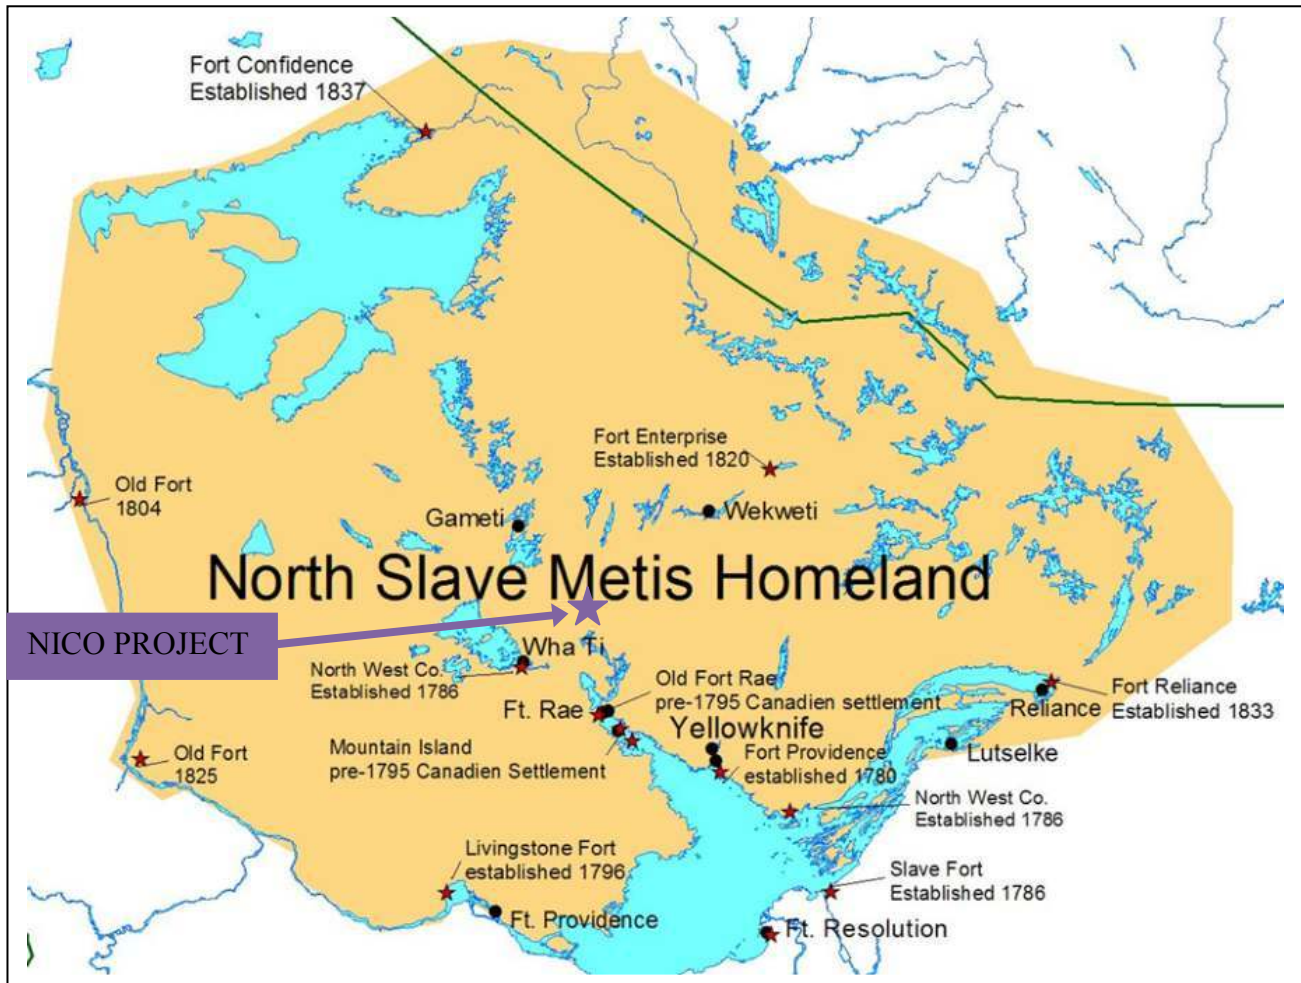 Fort Confidence
Established 1837
Fort Enterprise
Established 1820
Old Fort
1804
Gameti
Wekweti
North Slave Metis Homeland
NICO PROJECT
Wha Ti
North West Co.
Established 1786
Old Fort Rae
pre-1795 Canadien settlement
Ft. Rae
Fort Reliance
Established 1833
Reliance
Yellowknife
Mountain Island
pre-1795 Canadien Settlement
Fort Providence
established 1780
Lutselke
Old Fort
1825
North West Co.
Established 1786
Livingstone Fort
established 1796
Slave Fort
Established 1786
Ft. Providence
Ft. Resolution